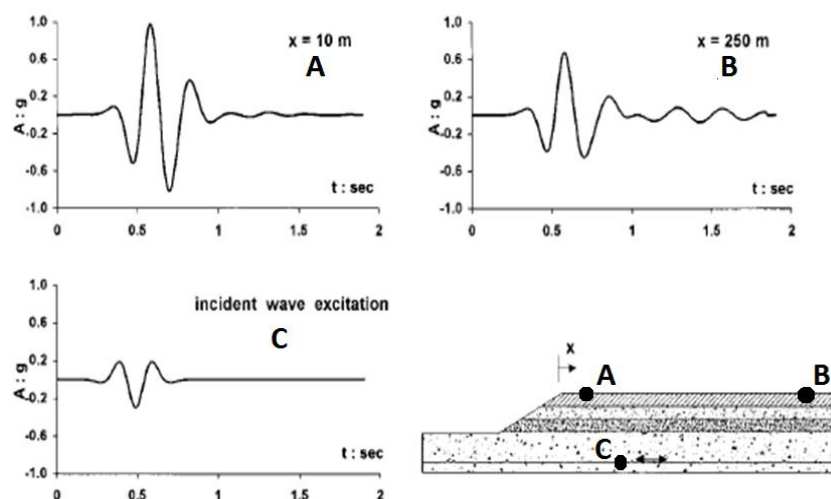 1.0
0.6
0.2
-0.2
-0.6
-1.0
A : g
x = 10 m
A
t : sec
0 0.5 1 1.5 2
1.0
0.6
0.2
-0.2
-0.6
-1.0
A : g
x = 250 m
B
t : sec
0 0.5 1 1.5 2
1.0
0.6
0.2
-0.2
-0.6
-1.0
A : g
incident wave excitation
C
t : sec
0 0.5 1 1.5 2
x
A
B
C